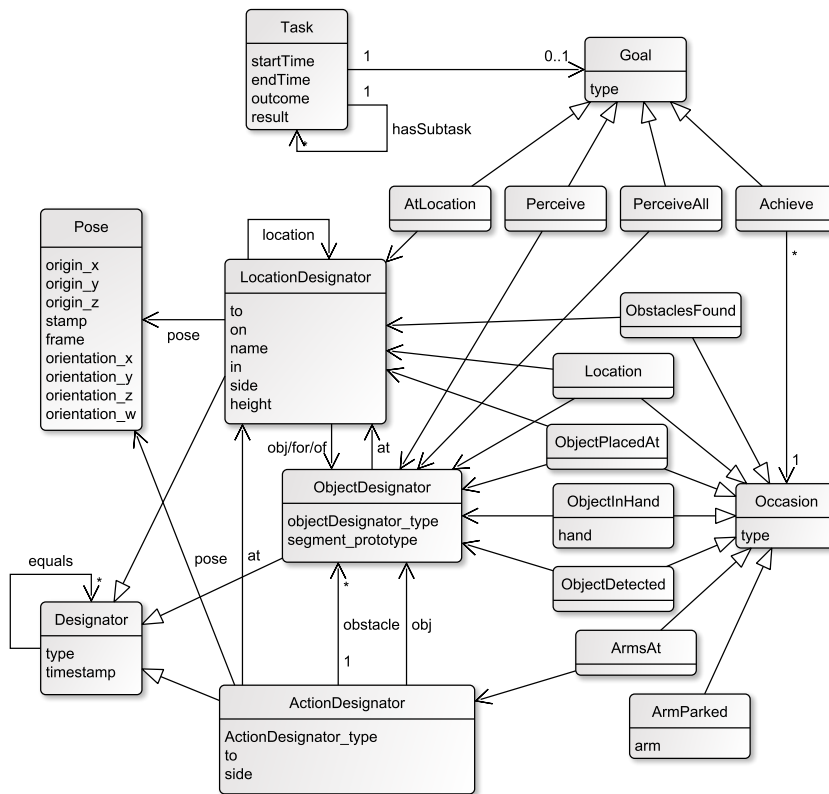 Task
startTime
endTime
outcome
result
1
0..1
1
*
hasSubtask
Goal
type
AtLocation
Perceive
PerceiveAll
Achieve
*
1
Pose
origin_x
origin_y
origin_z
stamp
frame
orientation_x
orientation_y
orientation_z
orientation_w
location
LocationDesignator
to
on
name
in
side
height
pose
ObstaclesFound
Location
ObjectPlacedAt
obj/for/of
at
ObjectDesignator
objectDesignator_type
segment_prototype
ObjectInHand
hand
Occasion
type
ObjectDetected
equals
*
Designator
type
timestamp
pose
at
*
obstacle
1
obj
ArmsAt
ArmParked
arm
ActionDesignator
ActionDesignator_type
to
side